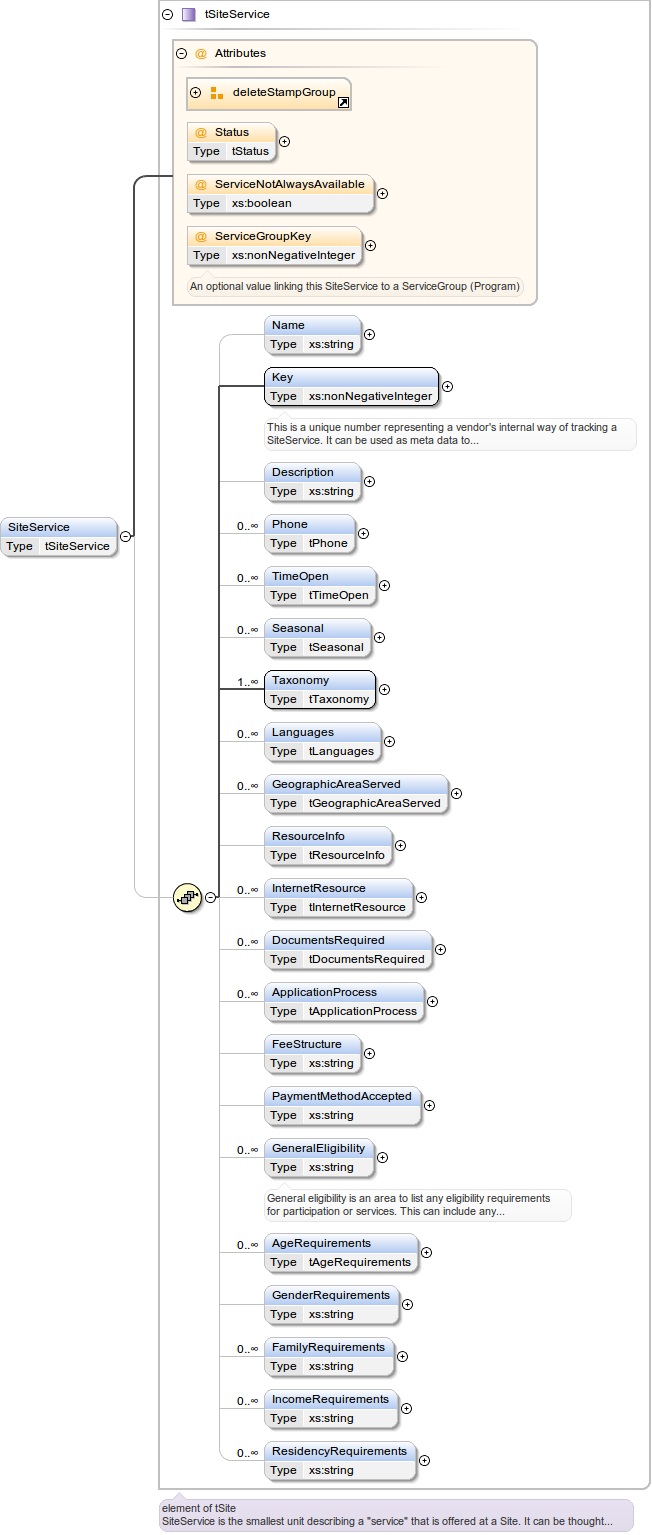 tSiteService
@ Attributes
deleteStampGroup
@ Status
Type tStatus
@ ServiceNotAlwaysAvailable
Type xs:boolean
@ ServiceGroupKey
Type xs:nonNegativeInteger
An optional value linking this SiteService to a ServiceGroup (Program)
Name
Type xs:string
Key
Type xs:nonNegativeInteger
This is a unique number representing a vendor's internal way of tracking a
SiteService. It can be used as meta data to...
Description
Type xs:string
SiteService
Type tSiteService
0..∞ Phone
Type tPhone
0..∞ TimeOpen
Type tTimeOpen
0..∞ Seasonal
Type tSeasonal
1..∞ Taxonomy
Type tTaxonomy
0..∞ Languages
Type tLanguages
0..∞ GeographicAreaServed
Type tGeographicAreaServed
ResourceInfo
Type tResourceInfo
0..∞ InternetResource
Type tInternetResource
0..∞ DocumentsRequired
Type tDocumentsRequired
0..∞ ApplicationProcess
Type tApplicationProcess
FeeStructure
Type xs:string
PaymentMethodAccepted
Type xs:string
0..∞ GeneralEligibility
Type xs:string
General eligibility is an area to list any eligibility requirements
for participation or services. This can include any...
0..∞ AgeRequirements
Type tAgeRequirements
GenderRequirements
Type xs:string
0..∞ FamilyRequirements
Type xs:string
0..∞ IncomeRequirements
Type xs:string
0..∞ ResidencyRequirements
Type xs:string
element of tSite
SiteService is the smallest unit describing a "service" that is offered at a Site. It can be thought...